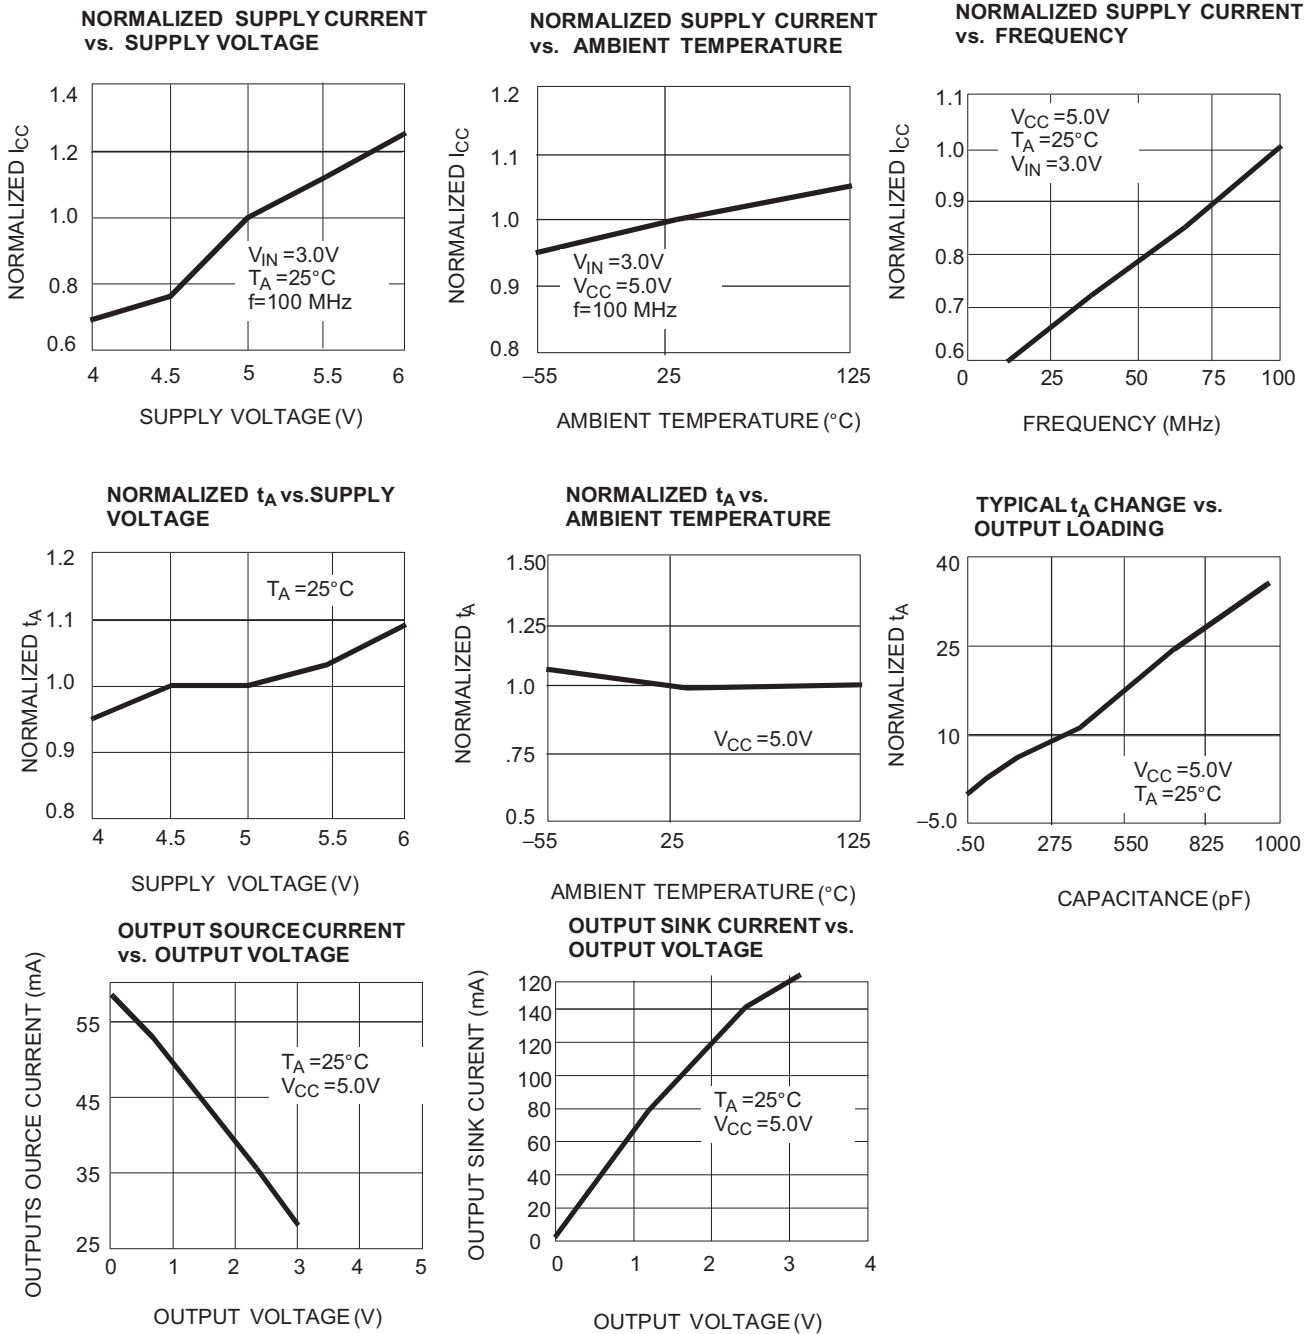 NORMALIZED SUPPLY CURRENT
vs. SUPPLY VOLTAGE
1.4
1.2
1.0
0.8
0.6
NORMALIZED ICC
VIN =3.0V
TA =25°C
f=100 MHz
4 4.5 5 5.5 6
SUPPLY VOLTAGE (V)
NORMALIZED SUPPLY CURRENT
vs. AMBIENT TEMPERATURE
1.2
1.1
1.0
0.9
0.8
NORMALIZED ICC
VIN =3.0V
VCC =5.0V
f=100 MHz
–55 25 125
AMBIENT TEMPERATURE (°C)
NORMALIZED SUPPLY CURRENT
vs. FREQUENCY
1.1
1.0
0.9
0.8
0.7
0.6
NORMALIZED ICC
VCC =5.0V
TA =25°C
VIN =3.0V
0 25 50 75 100
FREQUENCY (MHz)
NORMALIZED tA vs.SUPPLY
VOLTAGE
1.2
1.1
1.0
0.9
0.8
NORMALIZED tA
TA =25°C
4 4.5 5 5.5 6
SUPPLY VOLTAGE (V)
NORMALIZED tA vs.
AMBIENT TEMPERATURE
1.50
1.25
1.0
.75
0.5
NORMALIZED tA
VCC =5.0V
–55 25 125
AMBIENT TEMPERATURE (°C)
TYPICAL tA CHANGE vs.
OUTPUT LOADING
40
25
10
–5.0
NORMALIZED tA
VCC =5.0V
TA =25°C
.50 275 550 825 1000
CAPACITANCE (pF)
OUTPUT SOURCE CURRENT
vs. OUTPUT VOLTAGE
55
45
35
25
OUTPUTS OURCE CURRENT (mA)
TA =25°C
VCC =5.0V
0 1 2 3 4 5
OUTPUT VOLTAGE (V)
OUTPUT SINK CURRENT vs.
OUTPUT VOLTAGE
120
140
120
100
80
60
40
20
0
OUTPUT SINK CURENT (mA)
TA =25°C
VCC =5.0V
0 1 2 3 4
OUTPUT VOLTAGE (V)